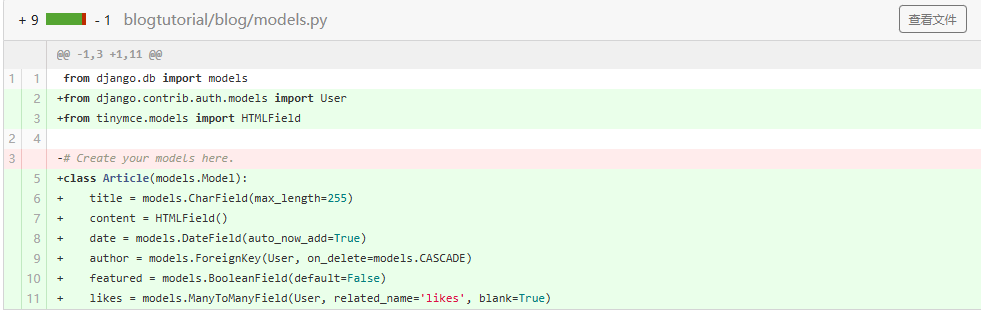 + 9 - 1 blogtutorial/blog/models.py 查看文件
@@ -1,3 +1,11 @@
1 1 from django.db import models
2 +from django.contrib.auth.models import User
3 +from tinymce.models import HTMLField
2 4
3 -# Create your models here.
5 +class Article(models.Model):
6 + title = models.CharField(max_length=255)
7 + content = HTMLField()
8 + date = models.DateField(auto_now_add=True)
9 + author = models.ForeignKey(User, on_delete=models.CASCADE)
10 + featured = models.BooleanField(default=False)
11 + likes = models.ManyToManyField(User, related_name='likes', blank=True)